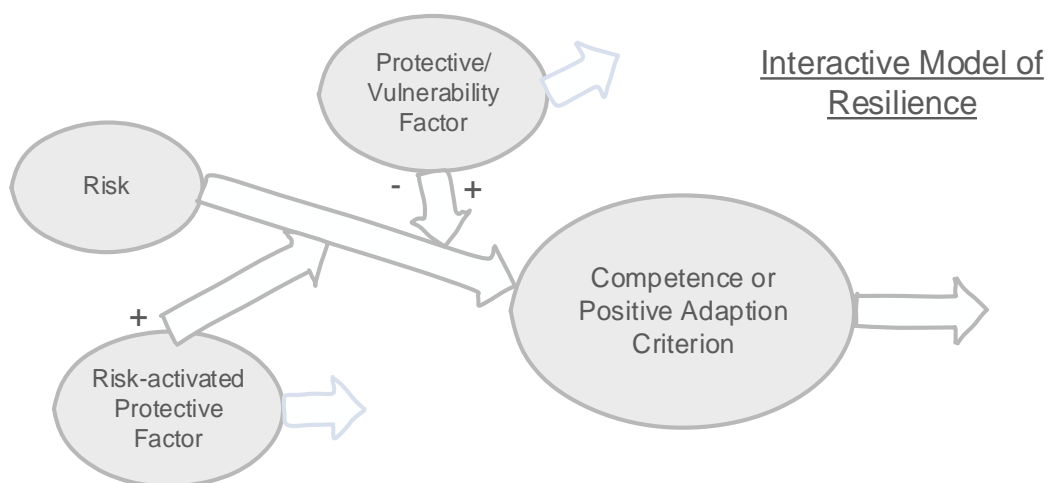 Interactive Model of
Resilience
Protective/
Vulnerability
Factor
- +
Risk
Competence or
Positive Adaption
Criterion
+
Risk-activated
Protective
Factor